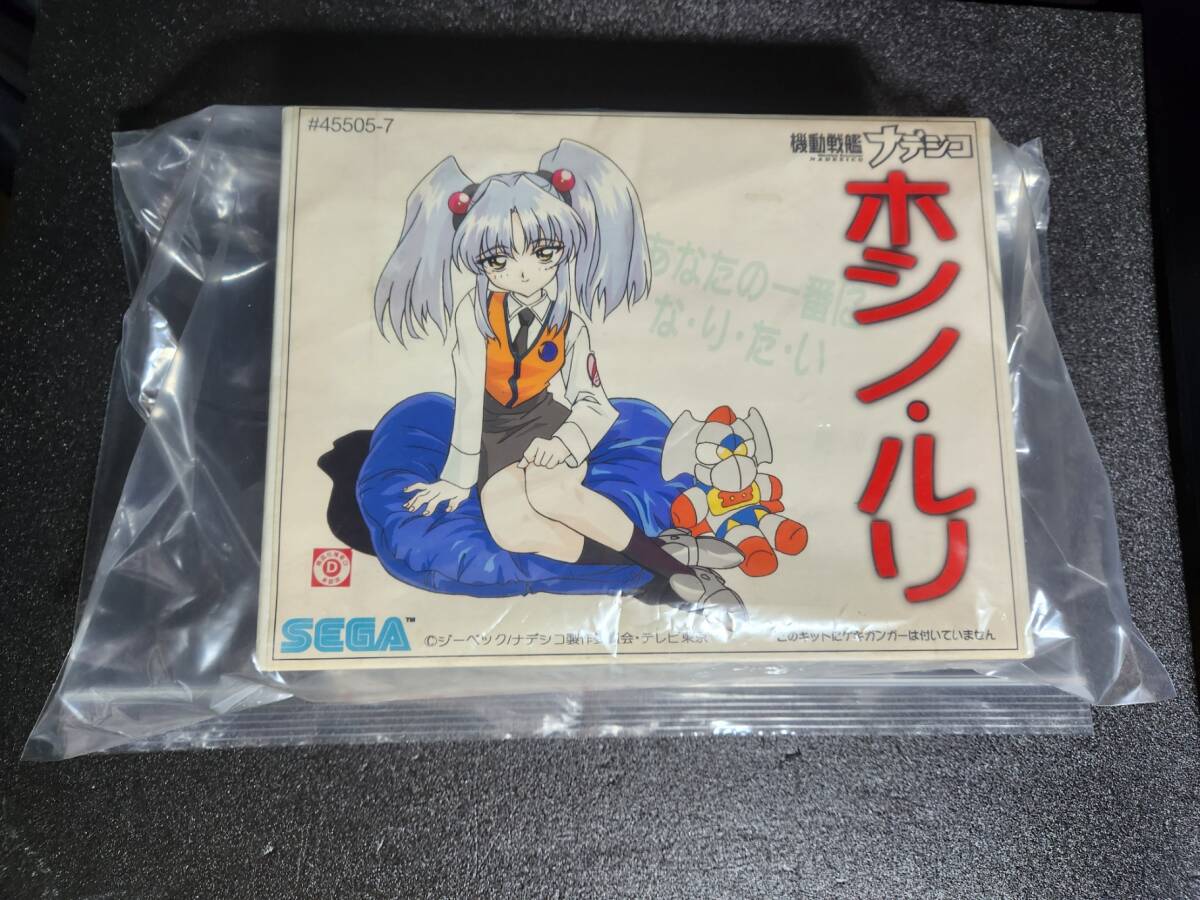 #45505-7
機動戦艦ナデシコ
NADESICO
ホシノ・ルリ
あなたの一番に
な・り・た・い
D
SEGA™
©ジーベック/ナデシコ製作委員会・テレビ東京
このキットにゲキガンガーは付いていません